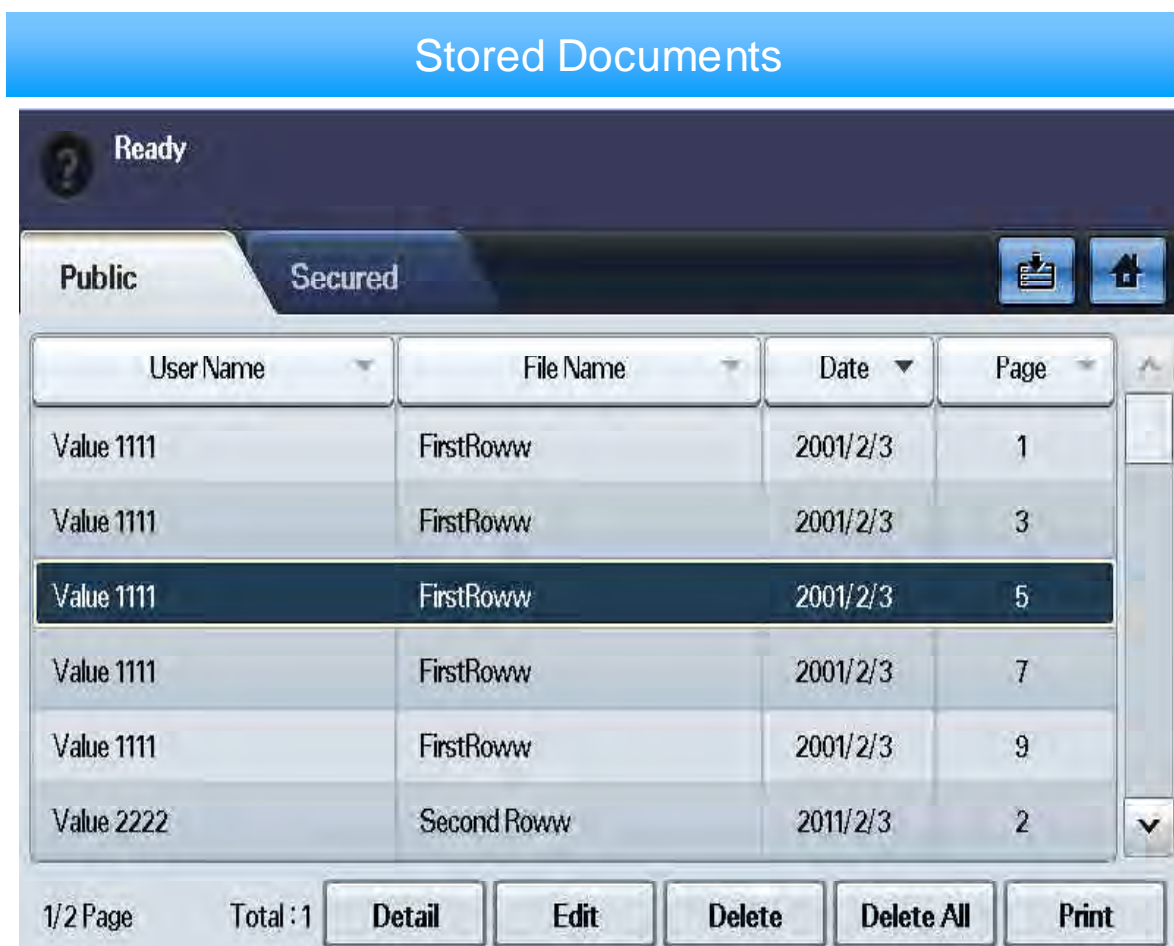 Stored Documents
?
Ready
Public Secured
User Name File Name Date Page
Value 1111 FirstRoww 2001/2/3 1
Value 1111 FirstRoww 2001/2/3 3
Value 1111 FirstRoww 2001/2/3 5
Value 1111 FirstRoww 2001/2/3 7
Value 1111 FirstRoww 2001/2/3 9
Value 2222 Second Roww 2011/2/3 2
1/2 Page Total : 1 Detail Edit Delete Delete All Print